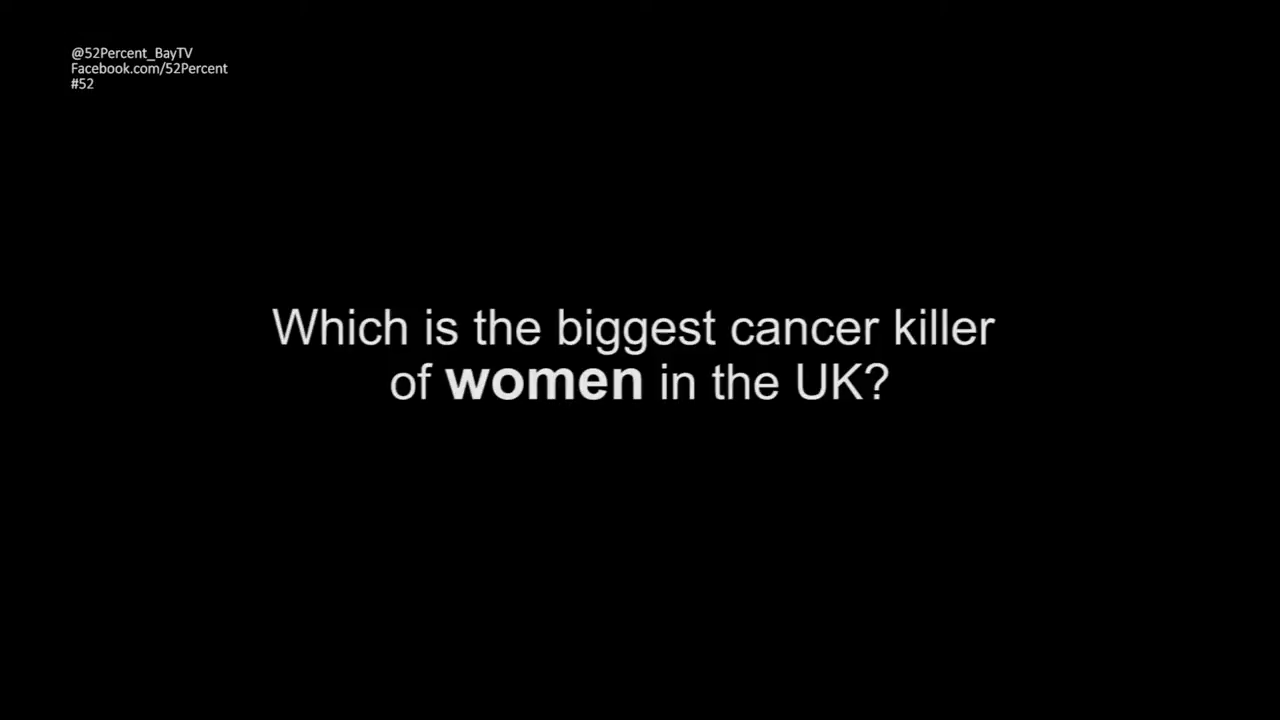 @52Percent_BayTV
Facebook.com/52Percent
#52
Which is the biggest cancer killer
of women in the UK?